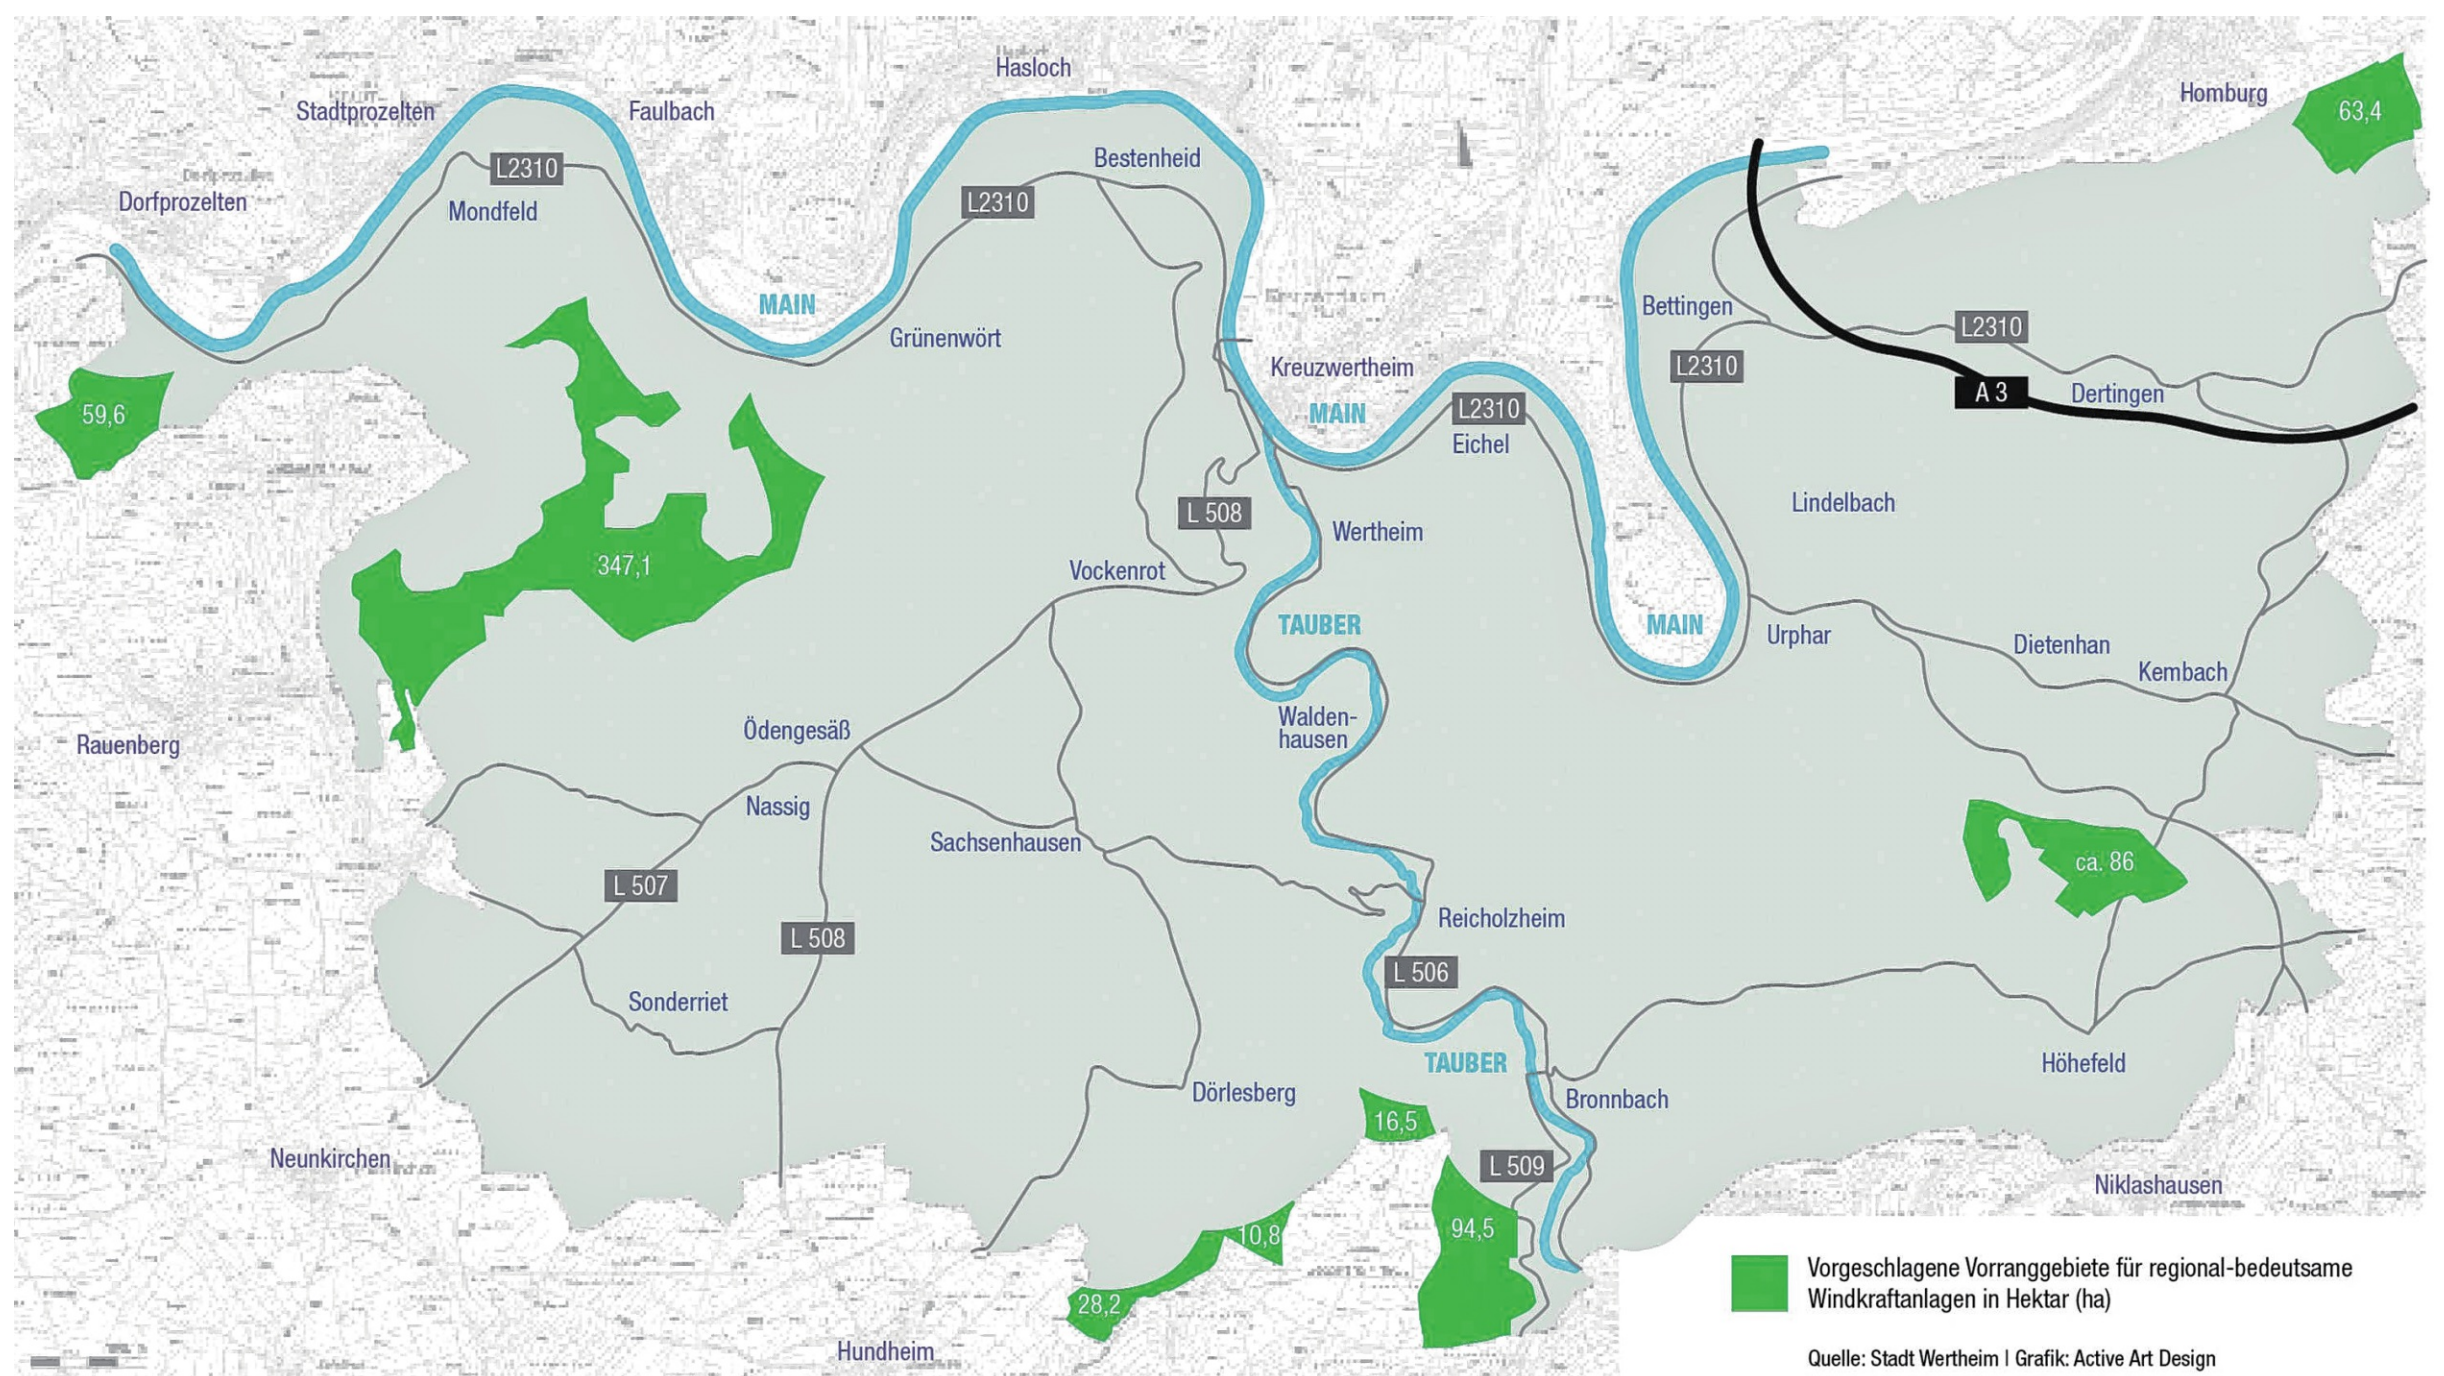 Hasloch
Homburg
63,4
Stadtprozelten
Faulbach
Bestenheid
L2310
Dorfprozelten
Mondfeld
L2310
MAIN
Grünenwört
Bettingen
L2310
Kreuzwertheim
L2310
A 3
Dertingen
59,6
MAIN
L2310
Eichel
Lindelbach
L 508
Wertheim
347,1
Vockenrot
TAUBER
MAIN
Urphar
Dietenhan
Kembach
Walden-
hausen
Rauenberg
Ödengesäß
Nassig
Sachsenhausen
ca. 86
L 507
Reicholzheim
L 508
L 506
Sonderriet
TAUBER
Höhefeld
Dörlesberg
Bronnbach
16,5
Neunkirchen
L 509
Niklashausen
94,5
10,8
28,2
Hundheim
Vorgeschlagene Vorranggebiete für regional-bedeutsame
Windkraftanlagen in Hektar (ha)
Quelle: Stadt Wertheim | Grafik: Active Art Design